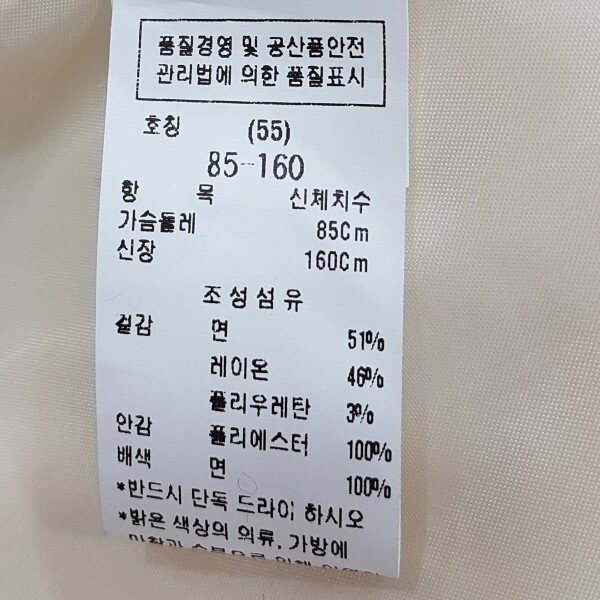 품질경영 및 공산품안전
관리법에 의한 품질표시
호칭 (55)
85-160
항 목 신체치수
가슴둘레 85Cm
신장 160Cm
조성섬유
겉감 면 51%
레이온 46%
폴리우레탄 3%
안감 폴리에스터 100%
배색 면 100%
*반드시 단독 드라이 하시오
*밝은 색상의 의류, 가방에